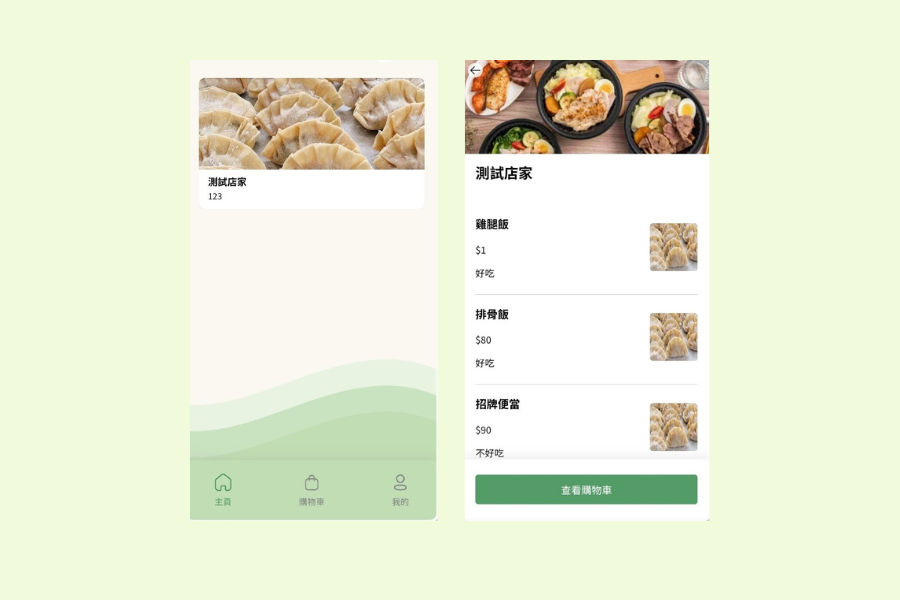 測試店家
123
主頁
購物車
我的
測試店家
雞腿飯
$1
好吃
排骨飯
$80
好吃
招牌便當
$90
不好吃
查看購物車